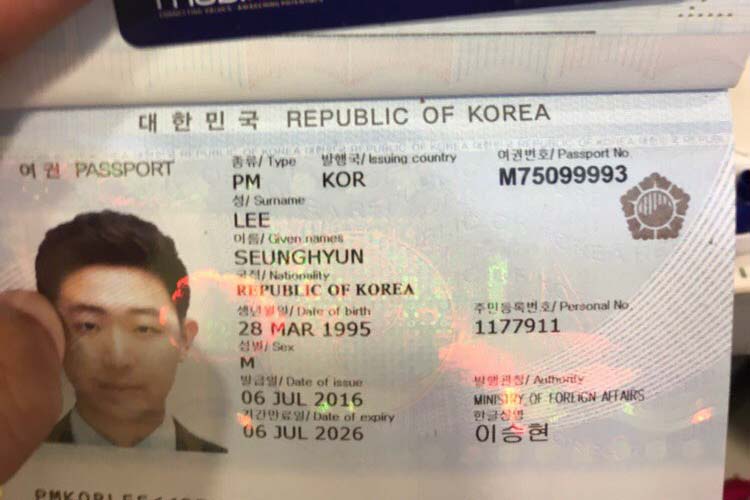 대한민국 REPUBLIC OF KOREA
여권 PASSPORT
종류/ Type 발행국/ Issuing country 여권번호/ Passport No.
PM KOR M75099993
성/ Surname
LEE
이름/ Given names
SEUNGHYUN
국적/ Nationality
REPUBLIC OF KOREA
생년월일/ Date of birth 주민등록번호/ Personal No.
28 MAR 1995 1177911
성별/ Sex
M
발급일/ Date of issue 발행관청/ Authority
06 JUL 2016 MINISTRY OF FOREIGN AFFAIRS
기간만료일/ Date of expiry 한글성명
06 JUL 2026 이승현